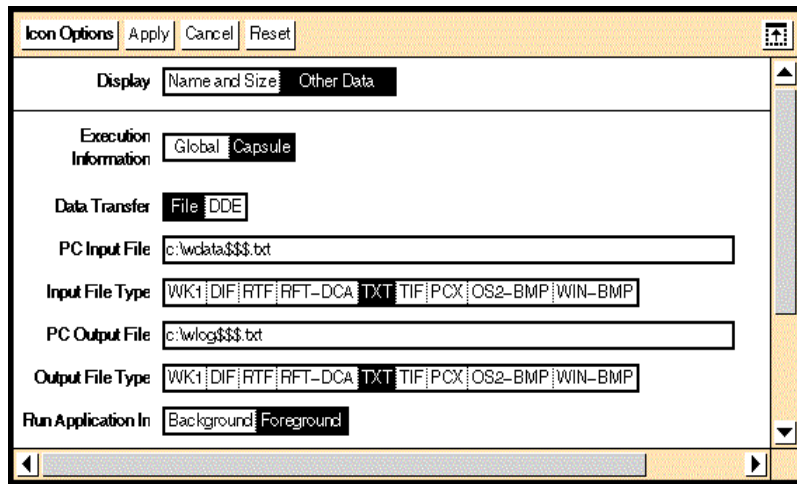 Icon Options Apply Cancel Reset
Display Name and Size Other Data
Execution
Information Global Capsule
Data Transfer File DDE
PC Input File c:\wdata$$$.txt
Input File Type WK1 DIF RTF RFT-DCA TXT TIF PCX OS2-BMP WIN-BMP
PC Output File c:\wlog$$$.txt
Output File Type WK1 DIF RTF RFT-DCA TXT TIF PCX OS2-BMP WIN-BMP
Run Application In Background Foreground